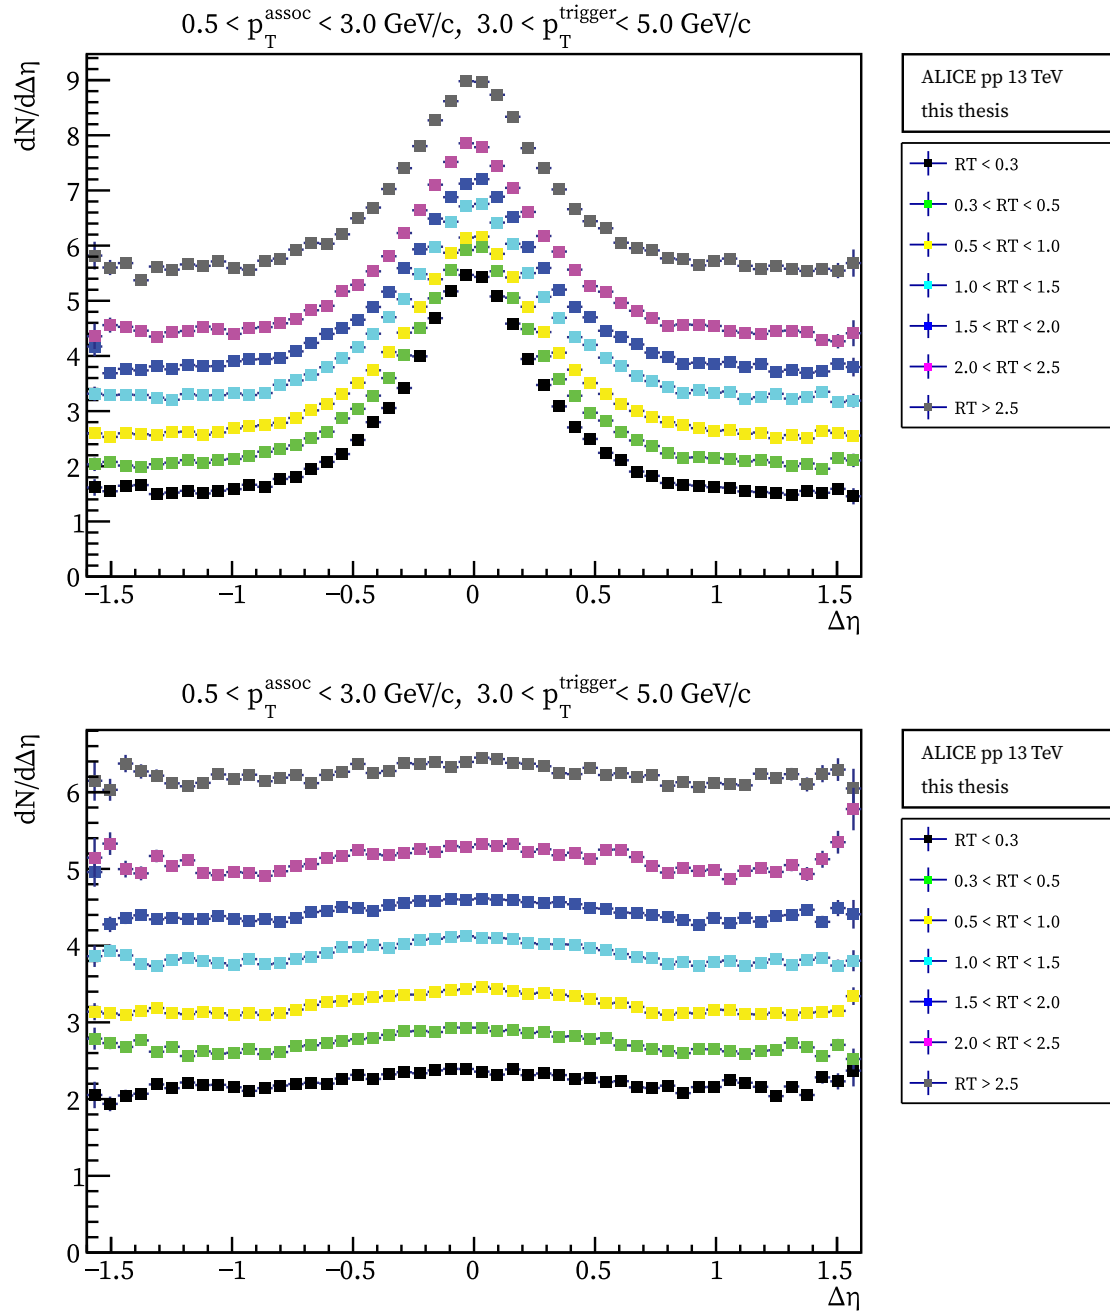 0.5 < p_T^assoc < 3.0 GeV/c, 3.0 < p_T^trigger < 5.0 GeV/c
dN/dΔη
9
8
7
6
5
4
3
2
1
0
−1.5 −1 −0.5 0 0.5 1 1.5
Δη
ALICE pp 13 TeV
this thesis
RT < 0.3
0.3 < RT < 0.5
0.5 < RT < 1.0
1.0 < RT < 1.5
1.5 < RT < 2.0
2.0 < RT < 2.5
RT > 2.5
0.5 < p_T^assoc < 3.0 GeV/c, 3.0 < p_T^trigger < 5.0 GeV/c
dN/dΔη
6
5
4
3
2
1
0
−1.5 −1 −0.5 0 0.5 1 1.5
Δη
ALICE pp 13 TeV
this thesis
RT < 0.3
0.3 < RT < 0.5
0.5 < RT < 1.0
1.0 < RT < 1.5
1.5 < RT < 2.0
2.0 < RT < 2.5
RT > 2.5